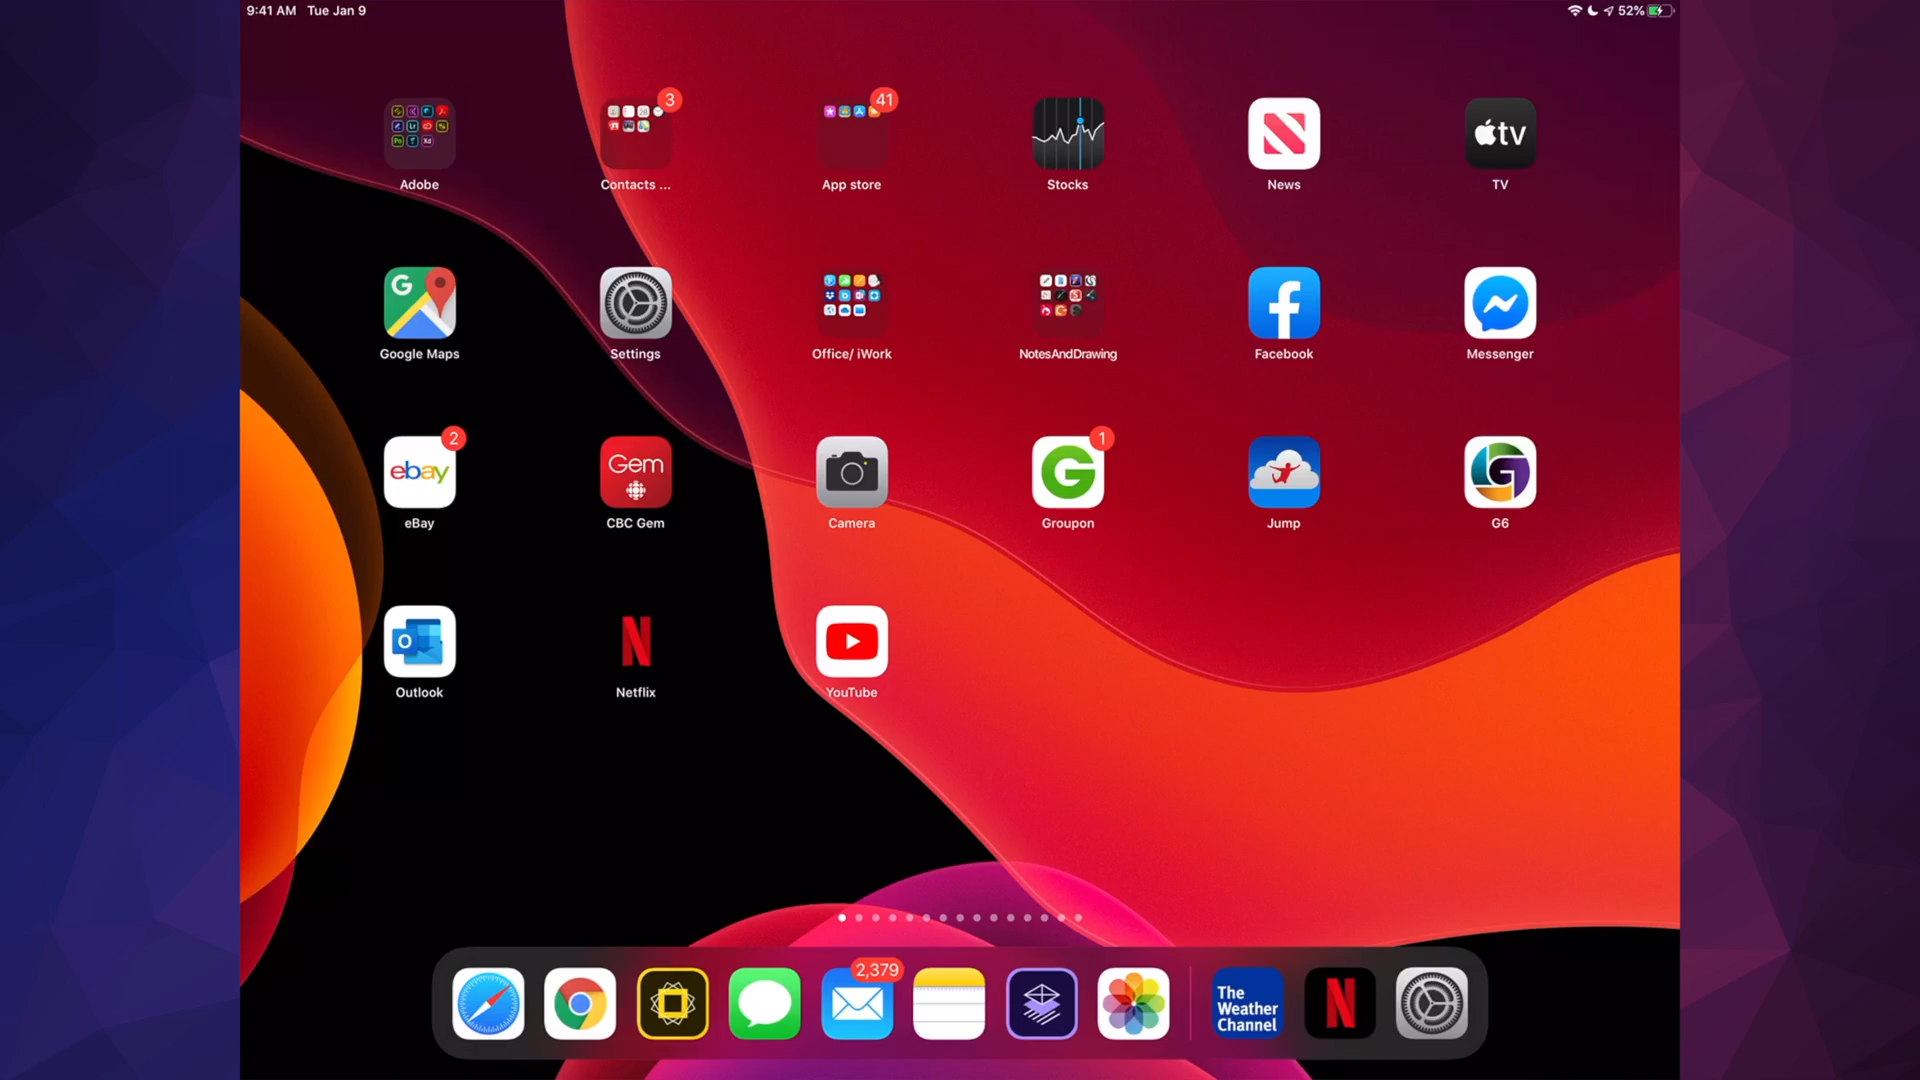 9:41 AM Tue Jan 9
52%
3
41
tv
Adobe
Contacts ...
App store
Stocks
News
TV
G
Google Maps
Settings
Office/ iWork
NotesAndDrawing
Facebook
Messenger
2
1
ebay
Gem
G
G
eBay
CBC Gem
Camera
Groupon
Jump
G6
O
N
Outlook
Netflix
YouTube
2,379
The
Weather
Channel
N